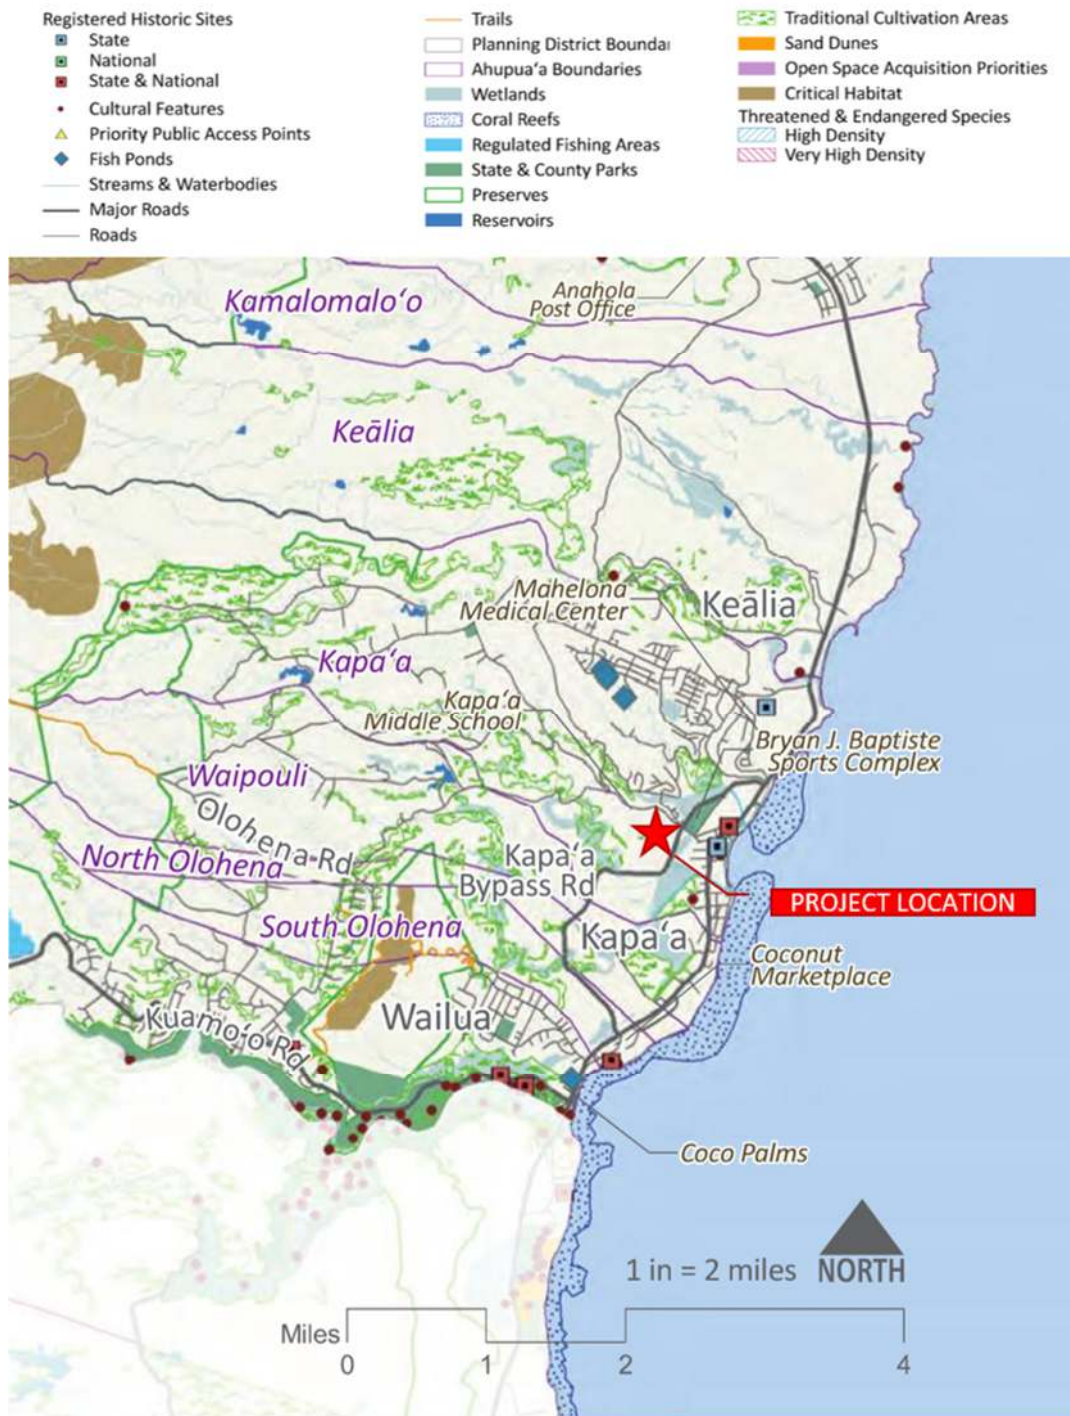 Registered Historic Sites
State
National
State & National
Cultural Features
Priority Public Access Points
Fish Ponds
Streams & Waterbodies
Major Roads
Roads
Trails
Planning District Boundar
Ahupuaʻa Boundaries
Wetlands
Coral Reefs
Regulated Fishing Areas
State & County Parks
Preserves
Reservoirs
Traditional Cultivation Areas
Sand Dunes
Open Space Acquisition Priorities
Critical Habitat
Threatened & Endangered Species
High Density
Very High Density
Kamalomaloʻo
Anahola
Post Office
Keālia
Mahelona
Medical Center
Keālia
Kapaʻa
Kapaʻa
Middle School
Bryan J. Baptiste
Sports Complex
Waipouli
Olohena Rd
North Olohena
Kapaʻa
Bypass Rd
PROJECT LOCATION
South Olohena
Kapaʻa
Coconut
Marketplace
Wailua
Kuamoʻo Rd
Coco Palms
1 in = 2 miles
NORTH
Miles
0 1 2 4